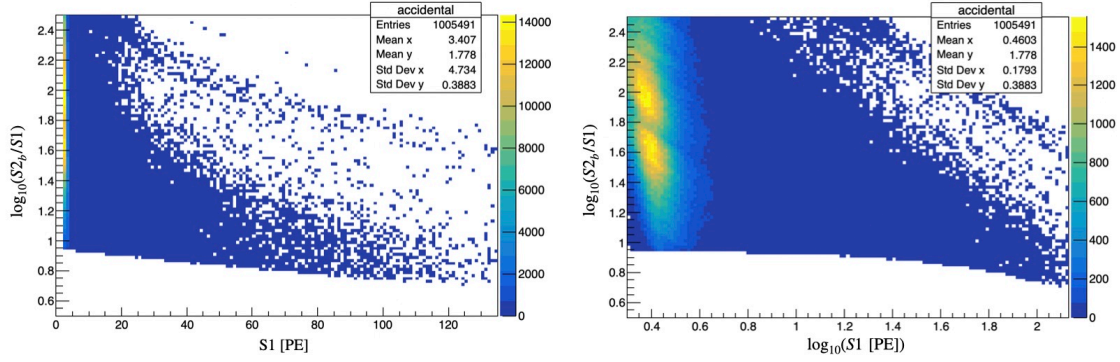 accidental
Entries 1005491
Mean x 3.407
Mean y 1.778
Std Dev x 4.734
Std Dev y 0.3883
2.4
2.2
2
1.8
1.6
1.4
1.2
1
0.8
0.6
log₁₀(S2_b/S1)
0 20 40 60 80 100 120
S1 [PE]
14000
12000
10000
8000
6000
4000
2000
0
accidental
Entries 1005491
Mean x 0.4603
Mean y 1.778
Std Dev x 0.1793
Std Dev y 0.3883
2.4
2.2
2
1.8
1.6
1.4
1.2
1
0.8
0.6
log₁₀(S2_b/S1)
0.4 0.6 0.8 1 1.2 1.4 1.6 1.8 2
log₁₀(S1 [PE])
1400
1200
1000
800
600
400
200
0